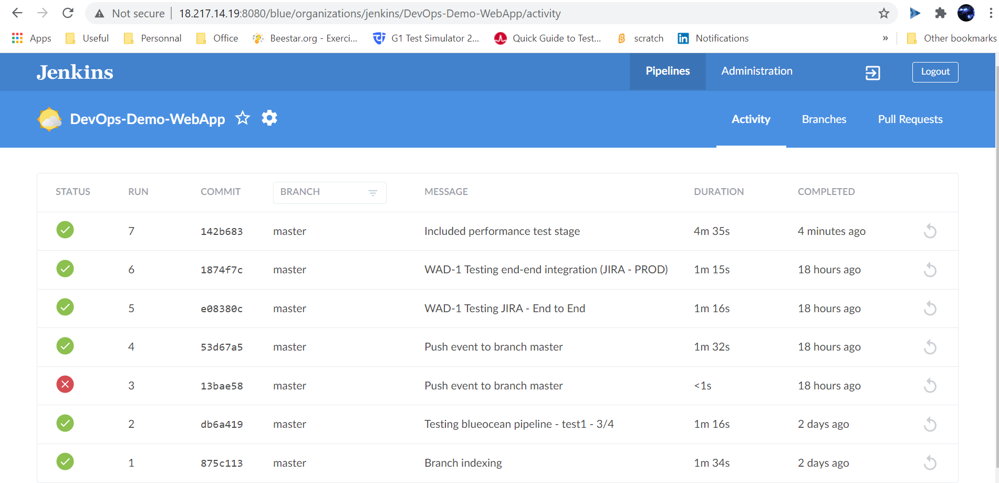 Not secure 18.217.14.19:8080/blue/organizations/jenkins/DevOps-Demo-WebApp/activity
Apps Useful Personnal Office Beestar.org - Exerci... G1 Test Simulator 2... Quick Guide to Test... scratch Notifications » Other bookmarks
Jenkins Pipelines Administration Logout
DevOps-Demo-WebApp Activity Branches Pull Requests
STATUS RUN COMMIT BRANCH MESSAGE DURATION COMPLETED
7 142b683 master Included performance test stage 4m 35s 4 minutes ago
6 1874f7c master WAD-1 Testing end-end integration (JIRA - PROD) 1m 15s 18 hours ago
5 e08380c master WAD-1 Testing JIRA - End to End 1m 16s 18 hours ago
4 53d67a5 master Push event to branch master 1m 32s 18 hours ago
3 13bae58 master Push event to branch master <1s 18 hours ago
2 db6a419 master Testing blueocean pipeline - test1 - 3/4 1m 16s 2 days ago
1 875c113 master Branch indexing 1m 34s 2 days ago